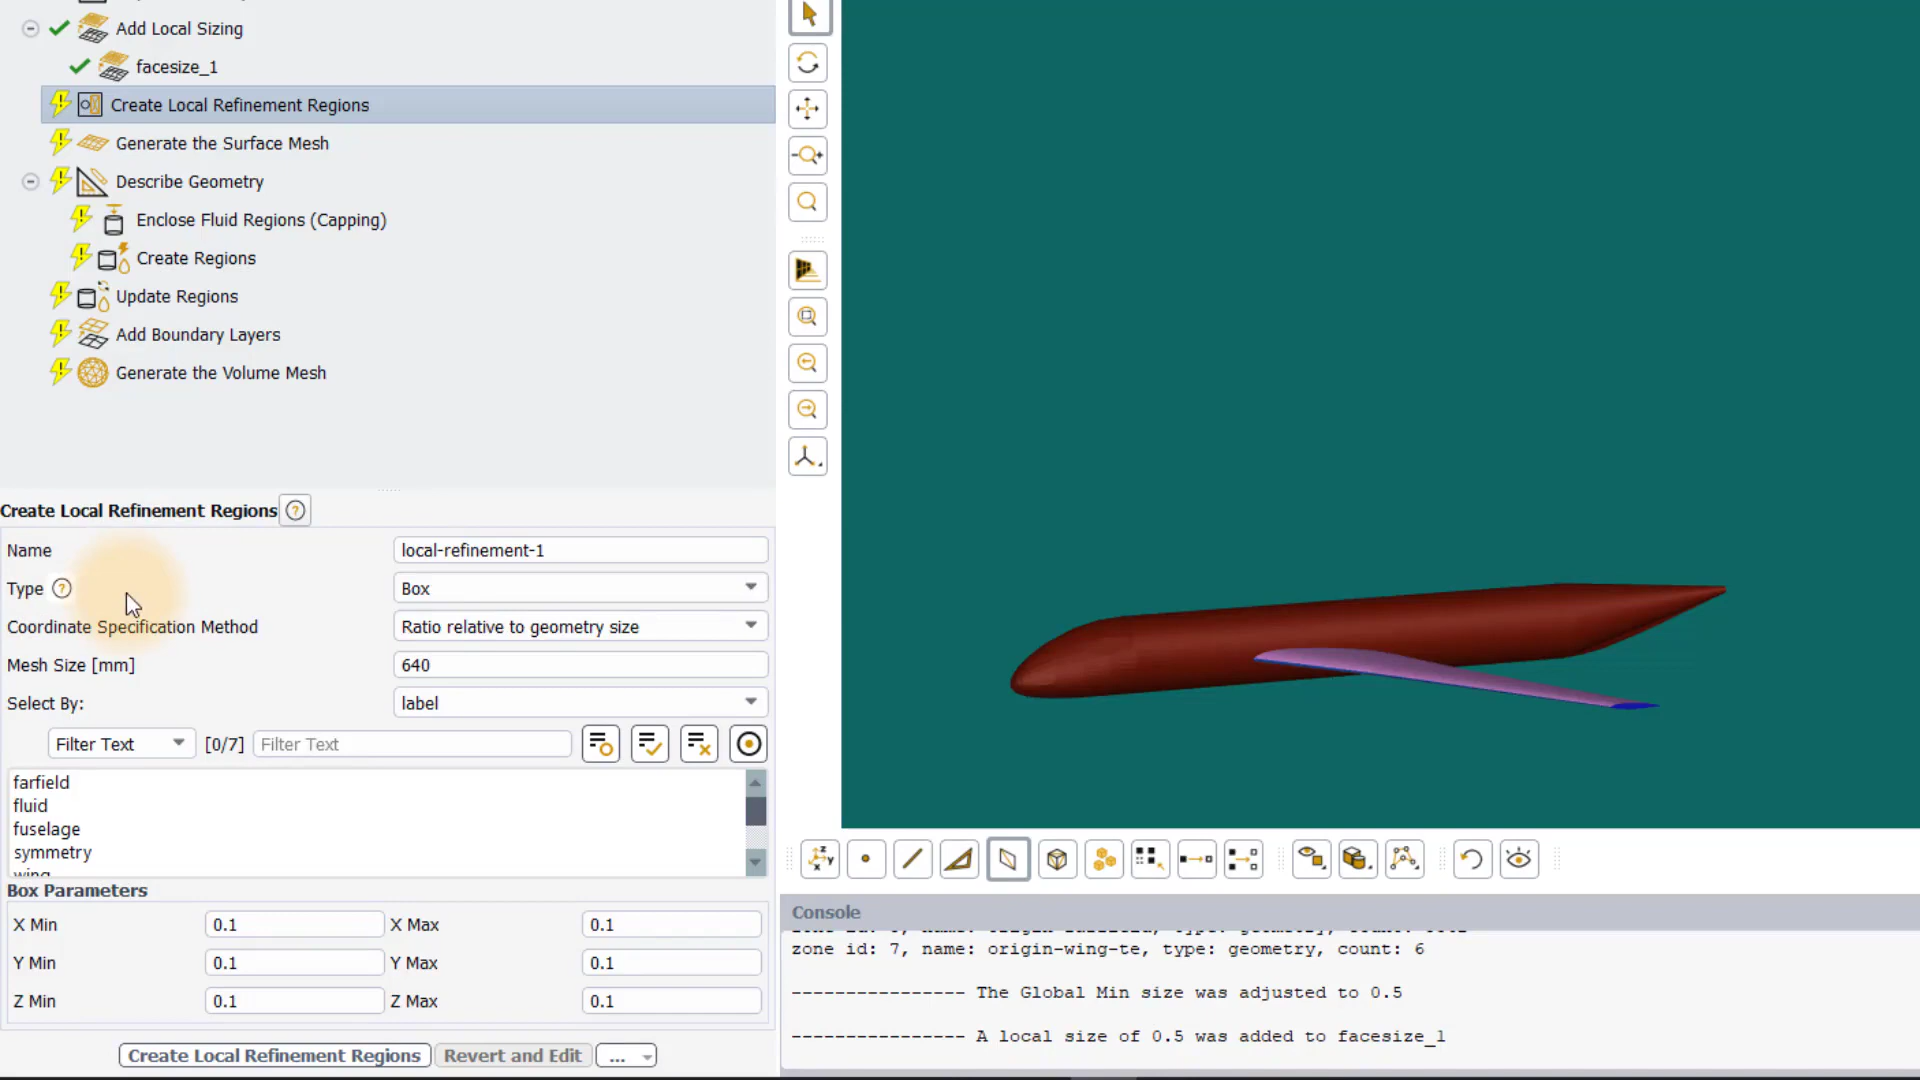 Add Local Sizing
facesize_1
Create Local Refinement Regions
Generate the Surface Mesh
Describe Geometry
Enclose Fluid Regions (Capping)
Create Regions
Update Regions
Add Boundary Layers
Generate the Volume Mesh
Create Local Refinement Regions
Name local-refinement-1
Type Box
Coordinate Specification Method Ratio relative to geometry size
Mesh Size [mm] 640
Select By: label
Filter Text [0/7] Filter Text
farfield
fluid
fuselage
symmetry
wing
Box Parameters
X Min 0.1 X Max 0.1
Y Min 0.1 Y Max 0.1
Z Min 0.1 Z Max 0.1
Create Local Refinement Regions Revert and Edit ...
Console
zone id: 7, name: origin-wing-te, type: geometry, count: 6
---------------- The Global Min size was adjusted to 0.5
---------------- A local size of 0.5 was added to facesize_1